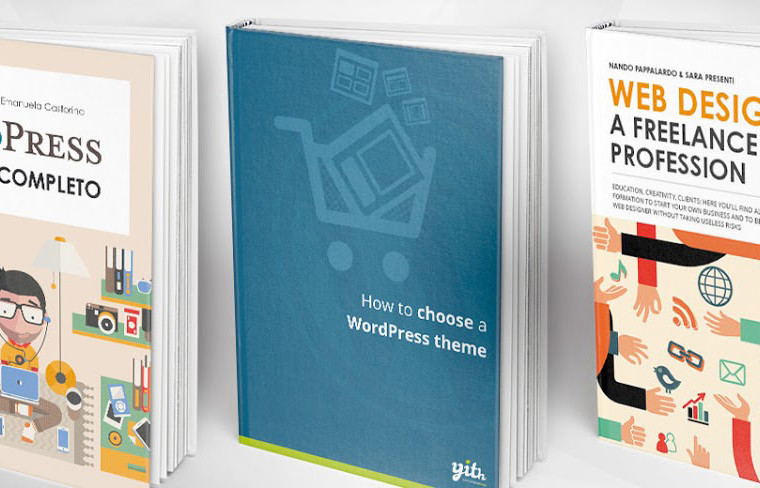 Emanuela Castorina
PRESS
COMPLETO
How to choose a
WordPress theme
yith
NANDO PAPPALARDO & SARA PRESENTI
WEB DESIG
A FREELANCE
PROFESSION
EDUCATION, CREATIVITY, CLIENTS: HERE YOU'LL FIND AL
FORMATION TO START YOUR OWN BUSINESS AND TO BE
WEB DESIGNER WITHOUT TAKING USELESS RISKS